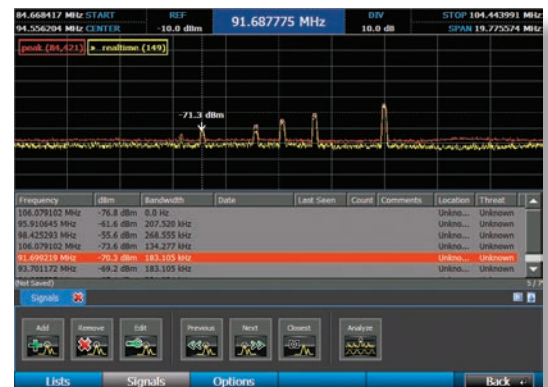 84.668417 MHz START REF 91.687775 MHz DIV STOP 104.443991 MHz
94.556204 MHz CENTER -10.0 dBm 10.0 dB SPAN 19.775574 MHz
peak (84,421) » realtime (149)
-71.3 dBm
Frequency dBm Bandwidth Date Last Seen Count Comments Location Threat
106.079102 MHz -76.8 dBm 0.0 Hz Unkno... Unknown
95.910645 MHz -61.6 dBm 207.520 kHz Unkno... Unknown
98.425293 MHz -55.6 dBm 268.555 kHz Unkno... Unknown
106.079102 MHz -73.6 dBm 134.277 kHz Unkno... Unknown
91.699219 MHz -70.3 dBm 183.105 kHz Unkno... Unknown
93.701172 MHz -69.2 dBm 183.105 kHz Unkno... Unknown
(Not Saved) 5 / 7
Signals
Add Remove Edit Previous Next Closest Analyze
Lists Signals Options Back